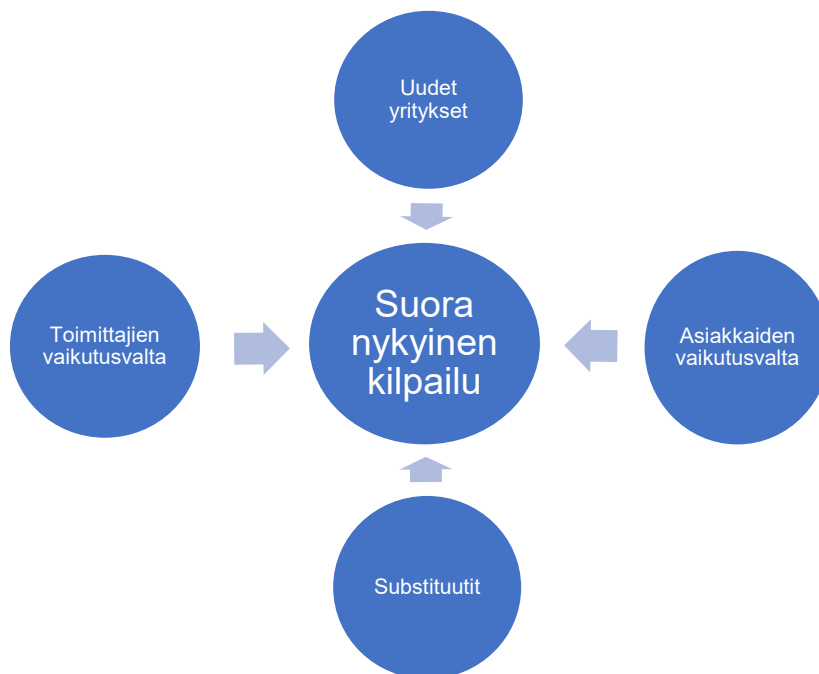 Uudet
yritykset
Toimittajien
vaikutusvalta
Suora
nykyinen
kilpailu
Asiakkaiden
vaikutusvalta
Substituutit